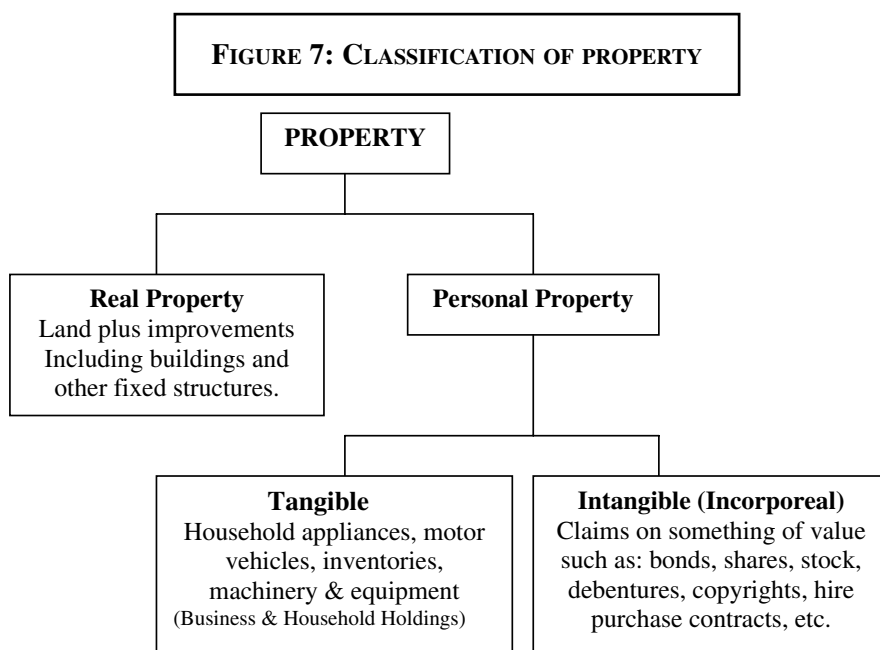 FIGURE 7: CLASSIFICATION OF PROPERTY
PROPERTY
Real Property
Land plus improvements
Including buildings and
other fixed structures.
Personal Property
Tangible
Household appliances, motor
vehicles, inventories,
machinery & equipment
(Business & Household Holdings)
Intangible (Incorporeal)
Claims on something of value
such as: bonds, shares, stock,
debentures, copyrights, hire
purchase contracts, etc.